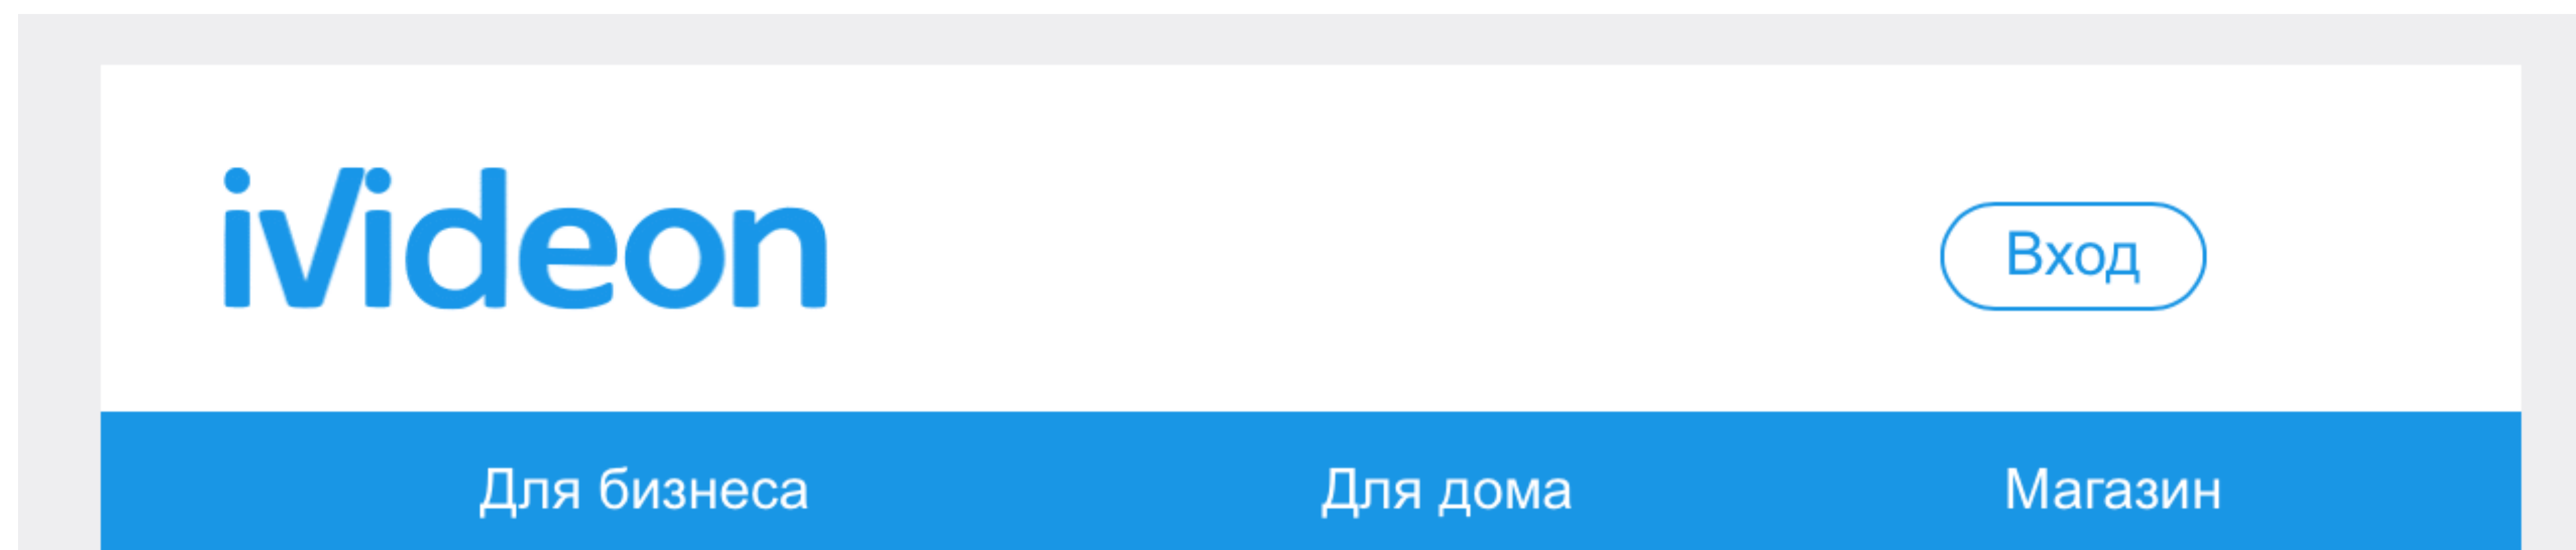 iVideon
Вход
Для бизнеса
Для дома
Магазин